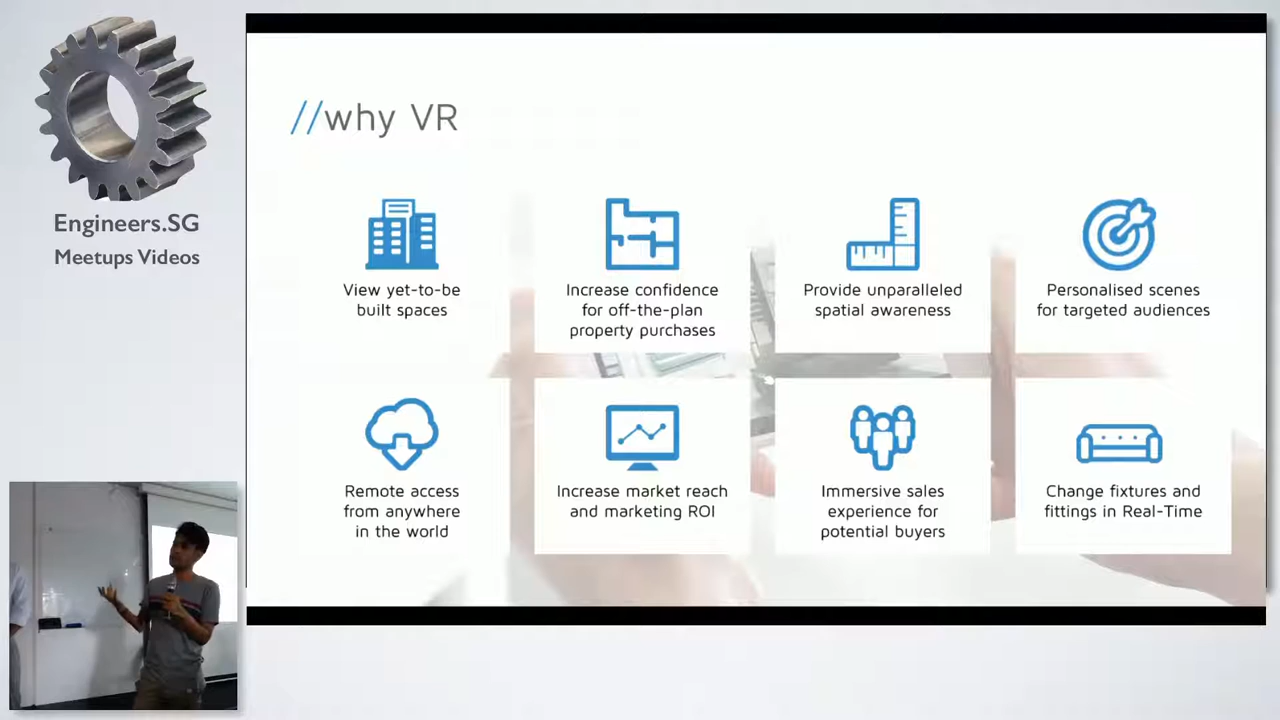 Engineers.SG
Meetups Videos
//why VR
View yet-to-be
built spaces
Increase confidence
for off-the-plan
property purchases
Provide unparalleled
spatial awareness
Personalised scenes
for targeted audiences
Remote access
from anywhere
in the world
Increase market reach
and marketing ROI
Immersive sales
experience for
potential buyers
Change fixtures and
fittings in Real-Time